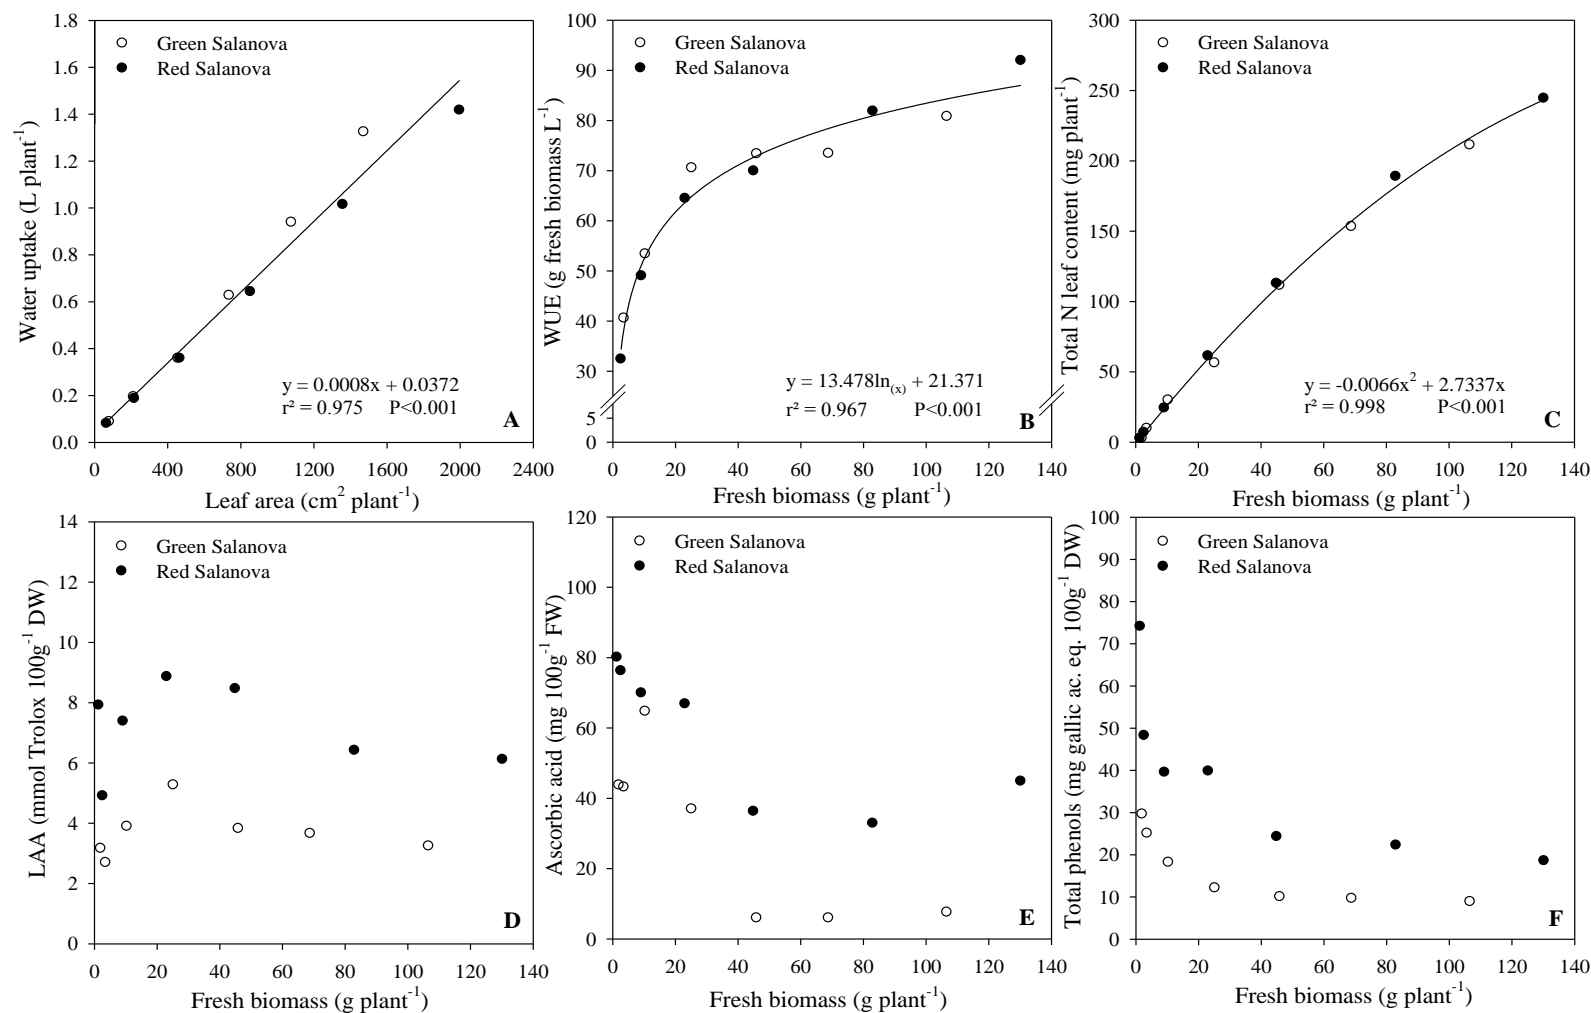 Green Salanova
Red Salanova
Water uptake (L plant⁻¹)
1.8
1.6
1.4
1.2
1.0
0.8
0.6
0.4
0.2
0.0
y = 0.0008x + 0.0372
r² = 0.975 P<0.001
A
0 400 800 1200 1600 2000 2400
Leaf area (cm² plant⁻¹)
Green Salanova
Red Salanova
WUE (g fresh biomass L⁻¹)
100
90
80
70
60
50
40
30
5
0
y = 13.478ln(x) + 21.371
r² = 0.967 P<0.001
B
0 20 40 60 80 100 120 140
Fresh biomass (g plant⁻¹)
Green Salanova
Red Salanova
Total N leaf content (mg plant⁻¹)
300
250
200
150
100
50
0
y = -0.0066x² + 2.7337x
r² = 0.998 P<0.001
C
0 20 40 60 80 100 120 140
Fresh biomass (g plant⁻¹)
Green Salanova
Red Salanova
LAA (mmol Trolox 100g⁻¹ DW)
14
12
10
8
6
4
2
0
D
0 20 40 60 80 100 120 140
Fresh biomass (g plant⁻¹)
Green Salanova
Red Salanova
Ascorbic acid (mg 100g⁻¹ FW)
120
100
80
60
40
20
0
E
0 20 40 60 80 100 120 140
Fresh biomass (g plant⁻¹)
Green Salanova
Red Salanova
Total phenols (mg gallic ac. eq. 100g⁻¹ DW)
100
90
80
70
60
50
40
30
20
10
0
F
0 20 40 60 80 100 120 140
Fresh biomass (g plant⁻¹)